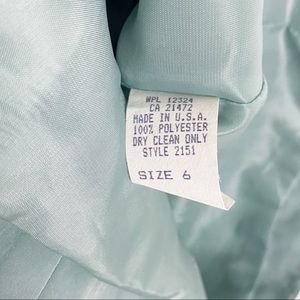 WPL 12324
CA 21472
MADE IN U.S.A.
100% POLYESTER
DRY CLEAN ONLY
STYLE 2151
SIZE 6